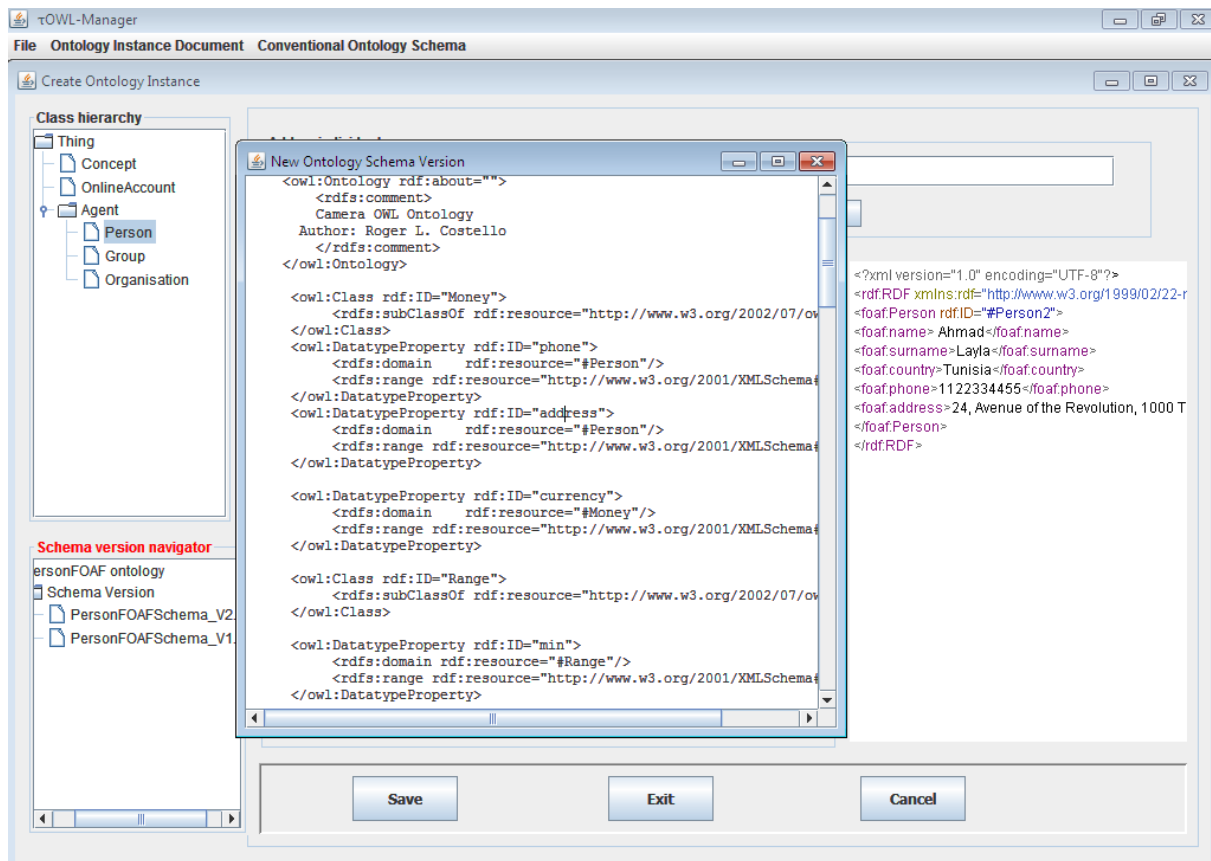 τOWL-Manager
File Ontology Instance Document Conventional Ontology Schema
Create Ontology Instance
Class hierarchy
Thing
Concept
OnlineAccount
Agent
Person
Group
Organisation
Schema version navigator
ersonFOAF ontology
Schema Version
PersonFOAFSchema_V2.
PersonFOAFSchema_V1.
New Ontology Schema Version
<owl:Ontology rdf:about="">
<rdfs:comment>
Camera OWL Ontology
Author: Roger L. Costello
</rdfs:comment>
</owl:Ontology>
<owl:Class rdf:ID="Money">
<rdfs:subClassOf rdf:resource="http://www.w3.org/2002/07/ow
</owl:Class>
<owl:DatatypeProperty rdf:ID="phone">
<rdfs:domain rdf:resource="#Person"/>
<rdfs:range rdf:resource="http://www.w3.org/2001/XMLSchema#
</owl:DatatypeProperty>
<owl:DatatypeProperty rdf:ID="address">
<rdfs:domain rdf:resource="#Person"/>
<rdfs:range rdf:resource="http://www.w3.org/2001/XMLSchema#
</owl:DatatypeProperty>
<owl:DatatypeProperty rdf:ID="currency">
<rdfs:domain rdf:resource="#Money"/>
<rdfs:range rdf:resource="http://www.w3.org/2001/XMLSchema#
</owl:DatatypeProperty>
<owl:Class rdf:ID="Range">
<rdfs:subClassOf rdf:resource="http://www.w3.org/2002/07/ow
</owl:Class>
<owl:DatatypeProperty rdf:ID="min">
<rdfs:domain rdf:resource="#Range"/>
<rdfs:range rdf:resource="http://www.w3.org/2001/XMLSchema#
</owl:DatatypeProperty>
<?xml version="1.0" encoding="UTF-8"?>
<rdf:RDF xmlns:rdf="http://www.w3.org/1999/02/22-r
<foaf:Person rdf:ID="#Person2">
<foaf:name> Ahmad</foaf:name>
<foaf:surname>Layla</foaf:surname>
<foaf:country>Tunisia</foaf:country>
<foaf:phone>1122334455</foaf:phone>
<foaf:address>24, Avenue of the Revolution, 1000 T
</foaf:Person>
</rdf:RDF>
Save Exit Cancel